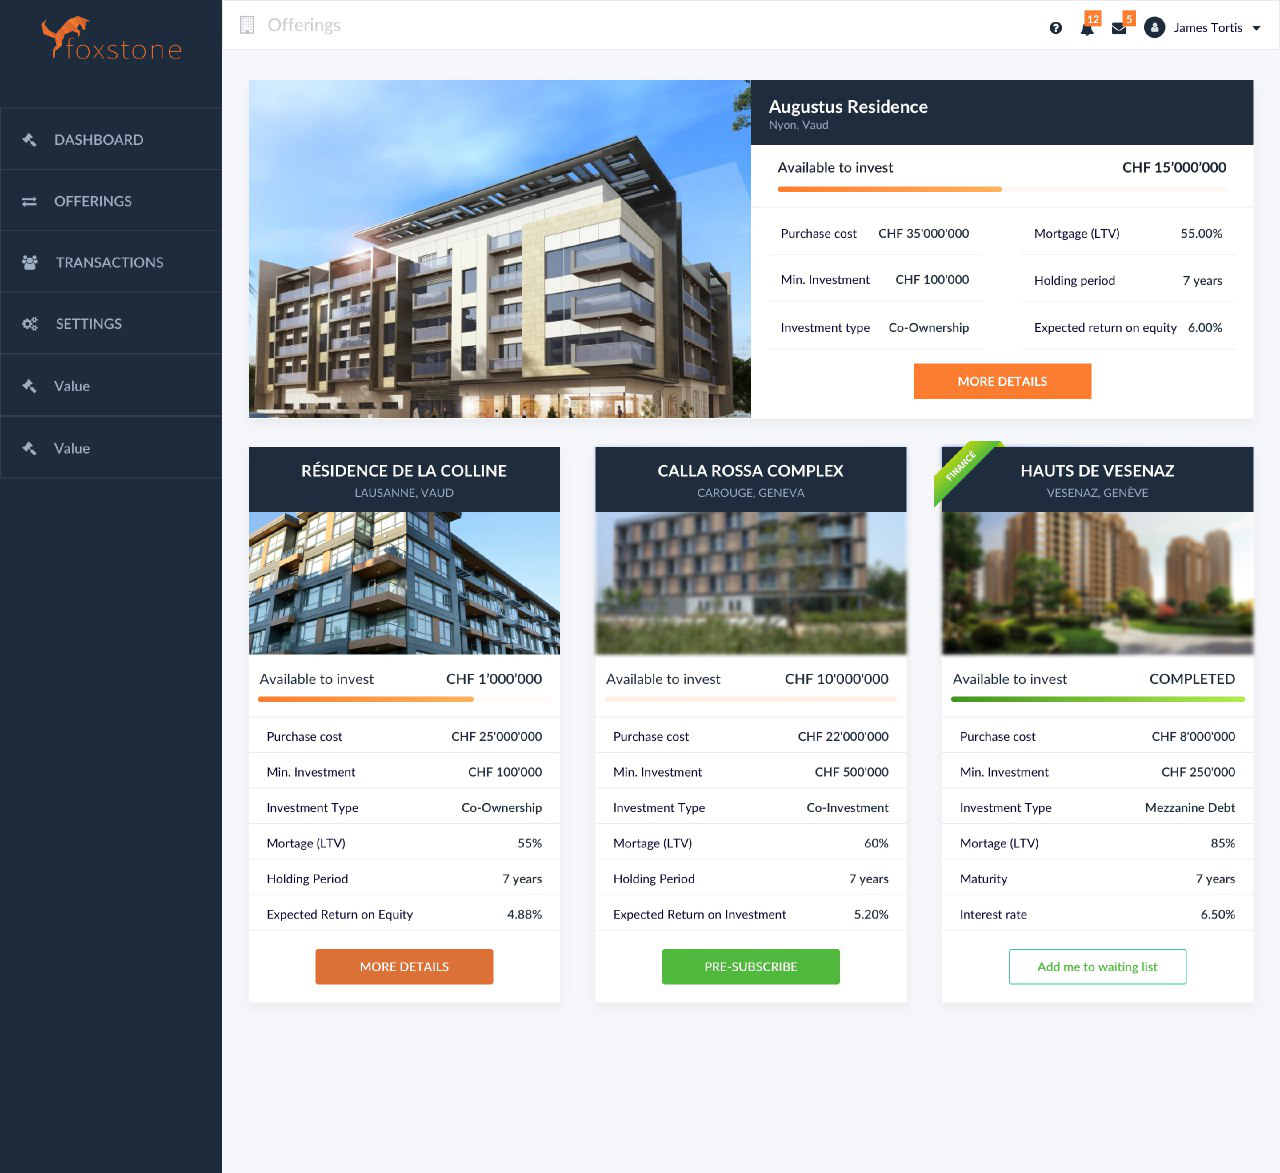 foxstone
Offerings
12
5
James Tortis
DASHBOARD
OFFERINGS
TRANSACTIONS
SETTINGS
Value
Value
Augustus Residence
Nyon, Vaud
Available to invest CHF 15’000’000
Purchase cost CHF 35'000'000 Mortgage (LTV) 55.00%
Min. Investment CHF 100'000 Holding period 7 years
Investment type Co-Ownership Expected return on equity 6.00%
MORE DETAILS
RÉSIDENCE DE LA COLLINE
LAUSANNE, VAUD
Available to invest CHF 1’000’000
Purchase cost CHF 25'000'000
Min. Investment CHF 100'000
Investment Type Co-Ownership
Mortage (LTV) 55%
Holding Period 7 years
Expected Return on Equity 4.88%
MORE DETAILS
CALLA ROSSA COMPLEX
CAROUGE, GENEVA
Available to invest CHF 10'000'000
Purchase cost CHF 22'000'000
Min. Investment CHF 500'000
Investment Type Co-Investment
Mortage (LTV) 60%
Holding Period 7 years
Expected Return on Investment 5.20%
PRE-SUBSCRIBE
FINANCÉ
HAUTS DE VESENAZ
VESENAZ, GENÈVE
Available to invest COMPLETED
Purchase cost CHF 8'000'000
Min. Investment CHF 250'000
Investment Type Mezzanine Debt
Mortage (LTV) 85%
Maturity 7 years
Interest rate 6.50%
Add me to waiting list